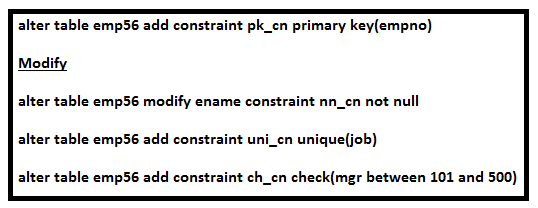 alter table emp56 add constraint pk_cn primary key(empno)
Modify
alter table emp56 modify ename constraint nn_cn not null
alter table emp56 add constraint uni_cn unique(job)
alter table emp56 add constraint ch_cn check(mgr between 101 and 500)